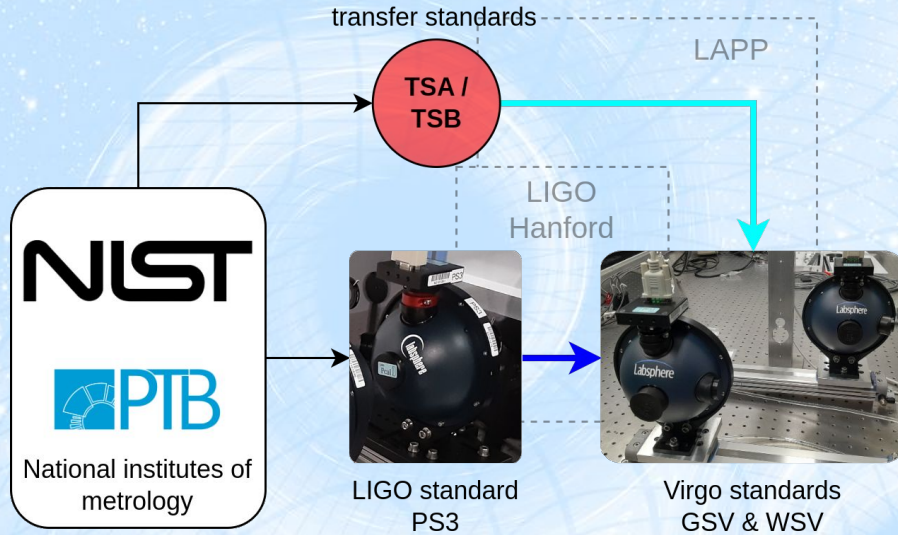 transfer standards
LAPP
TSA /
TSB
LIGO
Hanford
NIST
PS3
labsphere
Pcal
Labsphere
Labsphere
PTB
National institutes of
metrology
LIGO standard
PS3
Virgo standards
GSV & WSV